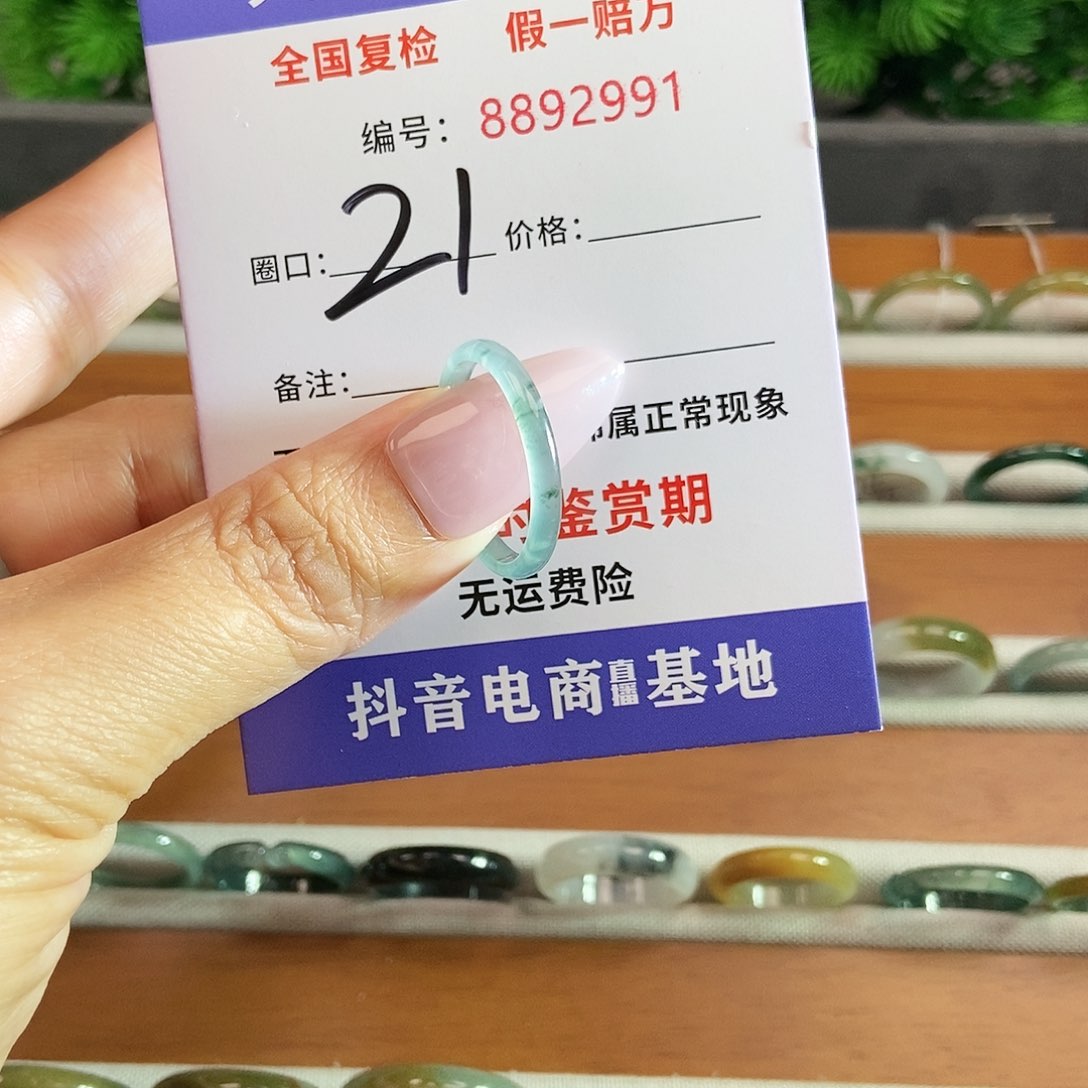 全国复检 假一赔万
编号：8892991
圈口：21 价格：
备注：
属正常现象
鉴赏期
无运费险
抖音电商直播基地